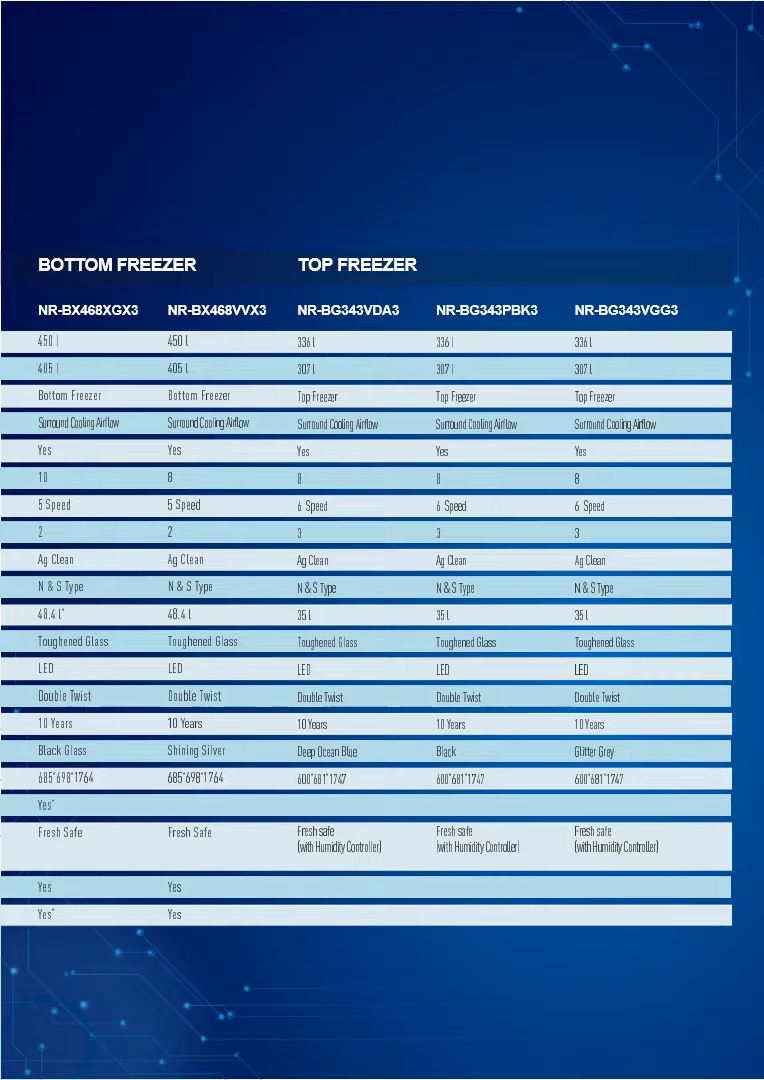 BOTTOM FREEZER TOP FREEZER
NR-BX468XGX3 NR-BX468VVX3 NR-BG343VDA3 NR-BG343PBK3 NR-BG343VGG3
450 l 450 l 336 l 336 l 336 l
405 l 405 l 307 l 307 l 307 l
Bottom Freezer Bottom Freezer Top Freezer Top Freezer Top Freezer
Surround Cooling Airflow Surround Cooling Airflow Surround Cooling Airflow Surround Cooling Airflow Surround Cooling Airflow
Yes Yes Yes Yes Yes
10 8 8 8 8
5 Speed 5 Speed 6 Speed 6 Speed 6 Speed
2 2 3 3 3
Ag Clean Ag Clean Ag Clean Ag Clean Ag Clean
N & S Type N & S Type N & S Type N & S Type N & S Type
48.4 l* 48.4 l 35 l 35 l 35 l
Toughened Glass Toughened Glass Toughened Glass Toughened Glass Toughened Glass
LED LED LED LED LED
Double Twist Double Twist Double Twist Double Twist Double Twist
10 Years 10 Years 10 Years 10 Years 10 Years
Black Glass Shining Silver Deep Ocean Blue Black Glitter Grey
685*698*1764 685*698*1764 600*681*1747 600*681*1747 600*681*1747
Yes*
Fresh Safe Fresh Safe Fresh safe Fresh safe Fresh safe
(with Humidity Controller) (with Humidity Controller) (with Humidity Controller)
Yes Yes
Yes* Yes